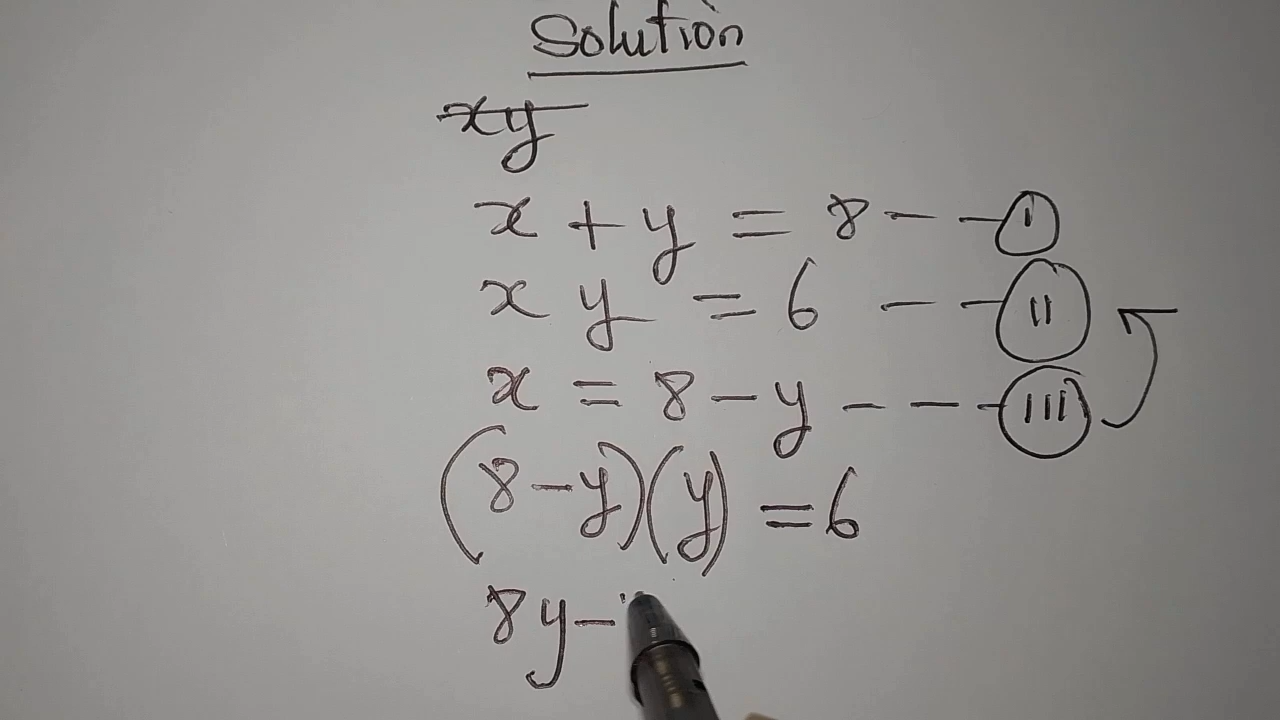 Solution
xy
x + y = 8 - - (I)
x y = 6 - - (II)
x = 8 - y - - - (III)
(8 - y)(y) = 6
8y -